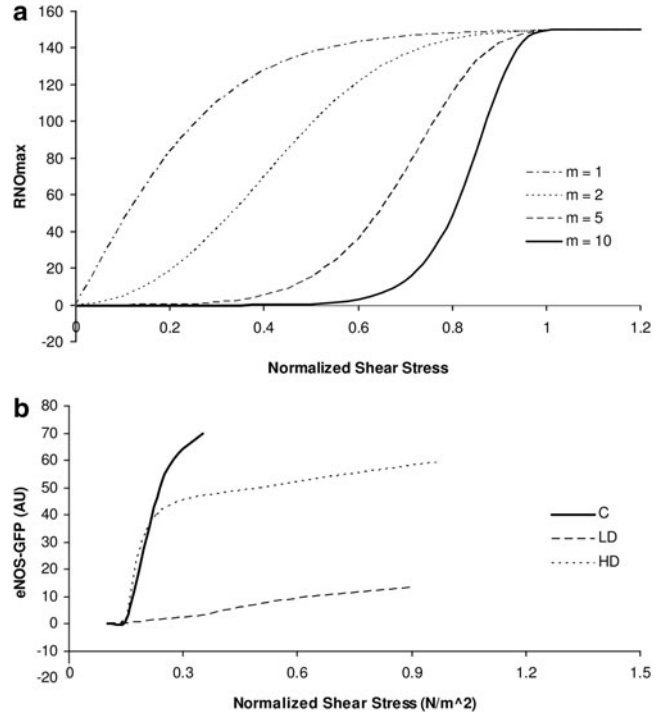 a
160
140
120
100
80
60
40
20
0
-20
RNOmax
0
0.2
0.4
0.6
0.8
1
1.2
m = 1
m = 2
m = 5
m = 10
Normalized Shear Stress
b
80
70
60
50
40
30
20
10
0
-10
-20
eNOS-GFP (AU)
0
0.3
0.6
0.9
1.2
1.5
C
LD
HD
Normalized Shear Stress (N/m^2)